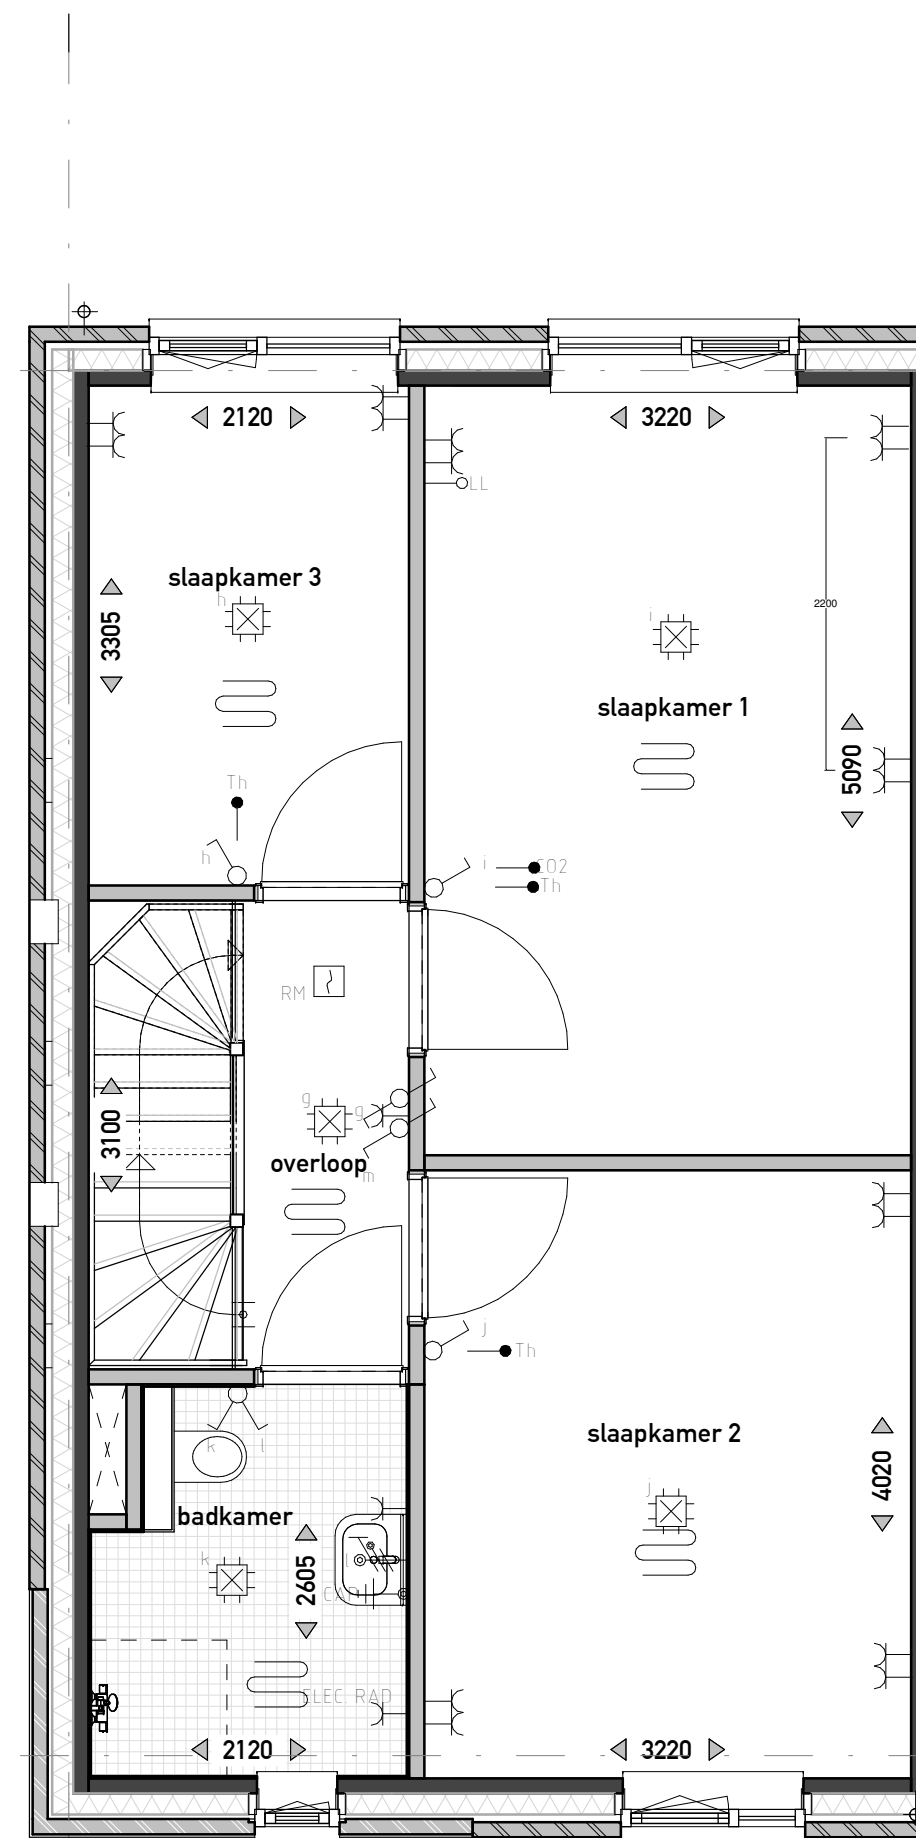 2120
3220
LL
slaapkamer 3
h
3305
i
2200
slaapkamer 1
5090
Th
h
i
CO2
Th
RM
g
g
3100
overloop
m
j
Th
slaapkamer 2
k
l
4020
j
badkamer
k
2605
l
CAI
ELEC RAD
2120
3220